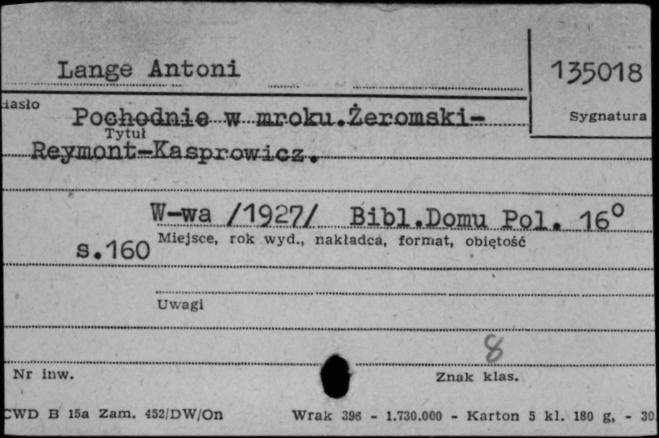 Lange Antoni
135018
Hasło
Pochodnie w mroku.Żeromski-
Sygnatura
Tytuł
Reymont-Kasprowicz.
W-wa /1927/ Bibl.Domu Pol. 16°
Miejsce, rok wyd., nakładca, format, objętość
s.160
Uwagi
8
Nr inw.
Znak klas.
CWD B 15a Zam. 452/DW/On Wrak 396 - 1.730.000 - Karton 5 kl. 180 g, - 30.